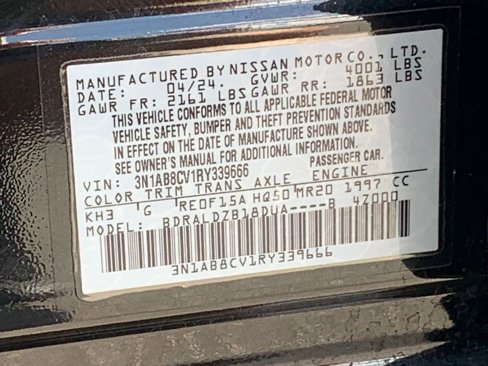 MANUFACTURED BY NISSAN MOTOR CO., LTD.
DATE: 04/24. GVWR: 4001 LBS
GAWR FR: 2161 LBS GAWR RR: 1863 LBS
THIS VEHICLE CONFORMS TO ALL APPLICABLE FEDERAL MOTOR
VEHICLE SAFETY, BUMPER AND THEFT PREVENTION STANDARDS
IN EFFECT ON THE DATE OF MANUFACTURE SHOWN ABOVE.
SEE OWNER'S MANUAL FOR ADDITIONAL INFORMATION.
VIN: 3N1AB8CV1RY339666 PASSENGER CAR.
COLOR TRIM TRANS AXLE ENGINE
KH3 G RE0F15A HQ50 MR20 1997 CC
MODEL: BDRALDZB18DUA----B 47000
3N1AB8CV1RY339666